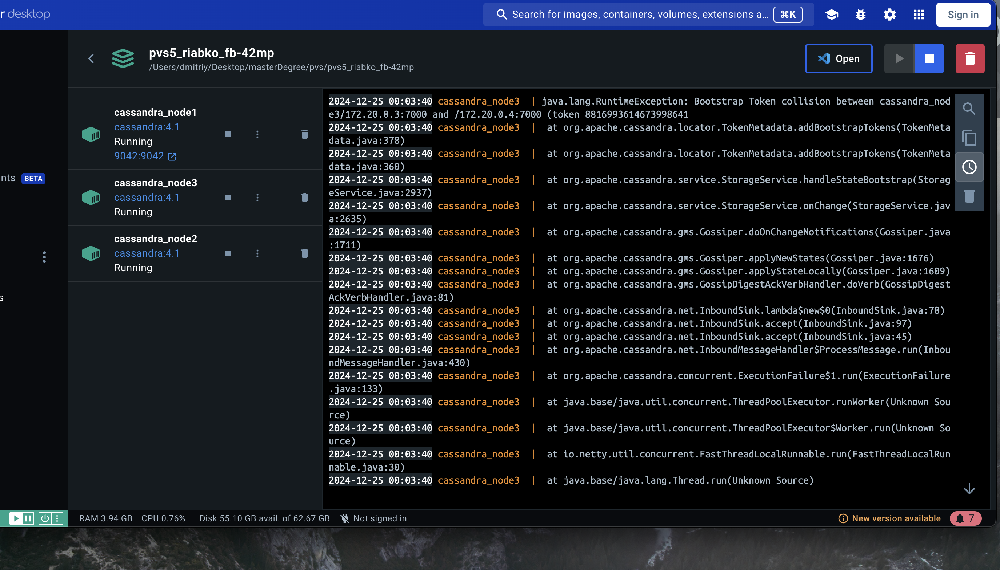 r desktop
Search for images, containers, volumes, extensions a...
⌘K
Sign in
pvs5_riabko_fb-42mp
/Users/dmitriy/Desktop/masterDegree/pvs/pvs5_riabko_fb-42mp
Open
nts BETA
s
cassandra_node1
cassandra:4.1
Running
9042:9042
cassandra_node3
cassandra:4.1
Running
cassandra_node2
cassandra:4.1
Running
2024-12-25 00:03:40 cassandra_node3 | java.lang.RuntimeException: Bootstrap Token collision between cassandra_nod
e3/172.20.0.3:7000 and /172.20.0.4:7000 (token 8816993614673998641
2024-12-25 00:03:40 cassandra_node3 | at org.apache.cassandra.locator.TokenMetadata.addBootstrapTokens(TokenMeta
data.java:378)
2024-12-25 00:03:40 cassandra_node3 | at org.apache.cassandra.locator.TokenMetadata.addBootstrapTokens(TokenMeta
data.java:360)
2024-12-25 00:03:40 cassandra_node3 | at org.apache.cassandra.service.StorageService.handleStateBootstrap(Storag
eService.java:2937)
2024-12-25 00:03:40 cassandra_node3 | at org.apache.cassandra.service.StorageService.onChange(StorageService.jav
a:2635)
2024-12-25 00:03:40 cassandra_node3 | at org.apache.cassandra.gms.Gossiper.doOnChangeNotifications(Gossiper.java
:1711)
2024-12-25 00:03:40 cassandra_node3 | at org.apache.cassandra.gms.Gossiper.applyNewStates(Gossiper.java:1676)
2024-12-25 00:03:40 cassandra_node3 | at org.apache.cassandra.gms.Gossiper.applyStateLocally(Gossiper.java:1609)
2024-12-25 00:03:40 cassandra_node3 | at org.apache.cassandra.gms.GossipDigestAckVerbHandler.doVerb(GossipDigest
AckVerbHandler.java:81)
2024-12-25 00:03:40 cassandra_node3 | at org.apache.cassandra.net.InboundSink.lambda$new$0(InboundSink.java:78)
2024-12-25 00:03:40 cassandra_node3 | at org.apache.cassandra.net.InboundSink.accept(InboundSink.java:97)
2024-12-25 00:03:40 cassandra_node3 | at org.apache.cassandra.net.InboundSink.accept(InboundSink.java:45)
2024-12-25 00:03:40 cassandra_node3 | at org.apache.cassandra.net.InboundMessageHandler$ProcessMessage.run(Inbou
ndMessageHandler.java:430)
2024-12-25 00:03:40 cassandra_node3 | at org.apache.cassandra.concurrent.ExecutionFailure$1.run(ExecutionFailure
.java:133)
2024-12-25 00:03:40 cassandra_node3 | at java.base/java.util.concurrent.ThreadPoolExecutor.runWorker(Unknown Sou
rce)
2024-12-25 00:03:40 cassandra_node3 | at java.base/java.util.concurrent.ThreadPoolExecutor$Worker.run(Unknown So
urce)
2024-12-25 00:03:40 cassandra_node3 | at io.netty.util.concurrent.FastThreadLocalRunnable.run(FastThreadLocalRun
nable.java:30)
2024-12-25 00:03:40 cassandra_node3 | at java.base/java.lang.Thread.run(Unknown Source)
RAM 3.94 GB CPU 0.76% Disk 55.10 GB avail. of 62.67 GB Not signed in
New version available 7